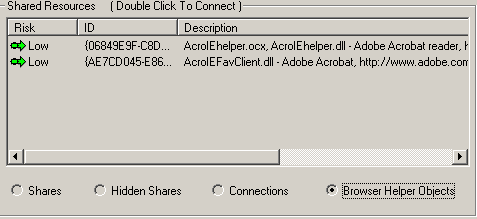 Shared Resources ( Double Click To Connect )
Risk ID Description
Low {06849E9F-C8D... AcroIEhelper.ocx, AcroIEhelper.dll - Adobe Acrobat reader, h
Low {AE7CD045-E86... AcroIEFavClient.dll - Adobe Acrobat, http://www.adobe.com
Shares Hidden Shares Connections Browser Helper Objects